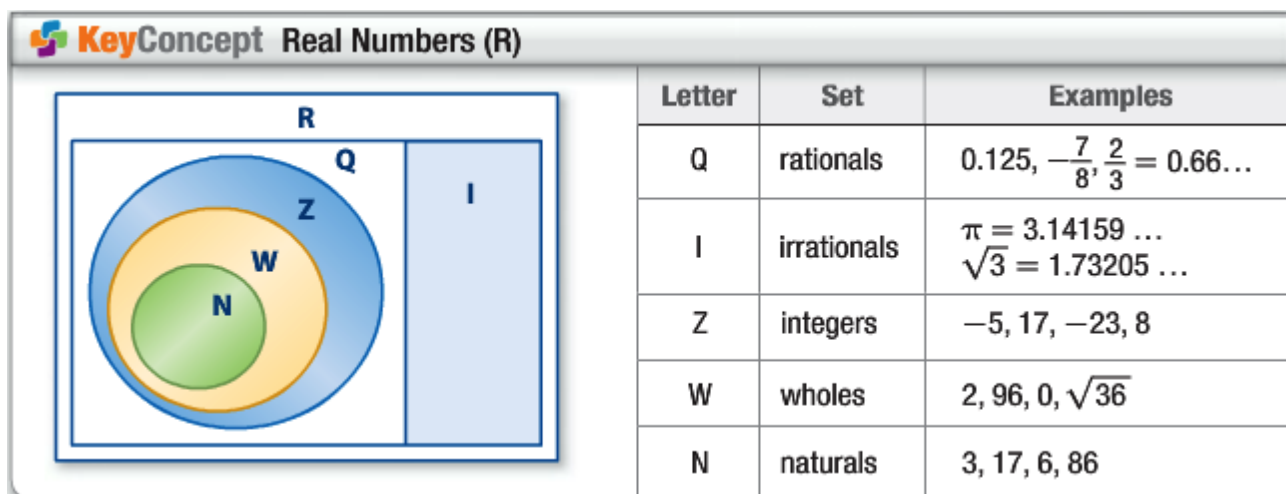 KeyConcept Real Numbers (R)
R
Q
Z
W
N
I
Letter Set Examples
Q rationals 0.125, −7/8, 2/3 = 0.66...
I irrationals π = 3.14159 ...
√3 = 1.73205 ...
Z integers −5, 17, −23, 8
W wholes 2, 96, 0, √36
N naturals 3, 17, 6, 86